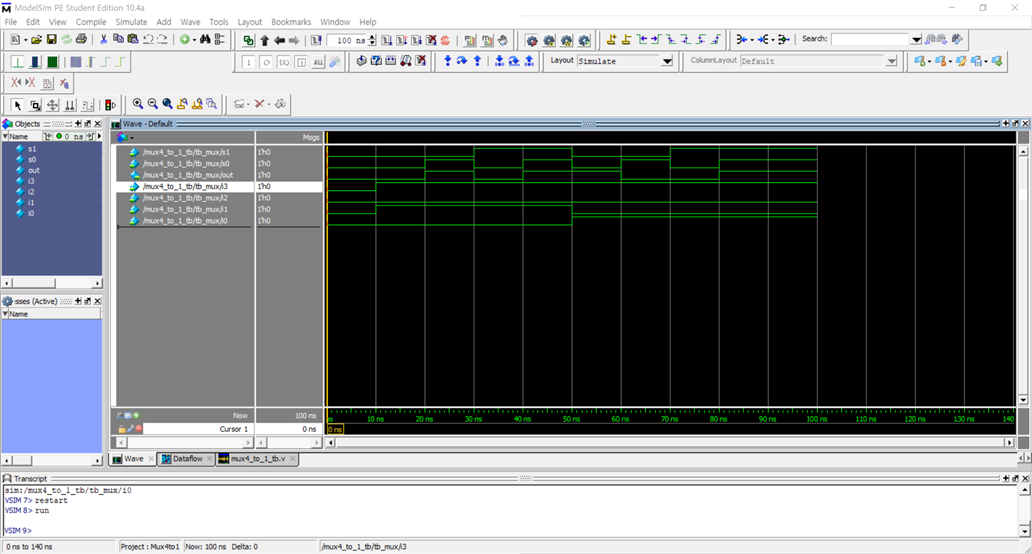 ModelSim PE Student Edition 10.4a
File Edit View Compile Simulate Add Wave Tools Layout Bookmarks Window Help
100 ns Search:
ALL Layout Simulate ColumnLayout Default
Objects
Name 0 ns
s1
s0
out
i3
i2
i1
i0
-sses (Active)
Name
Wave - Default
Msgs
/mux4_to_1_tb/tb_mux/s1 1'h0
/mux4_to_1_tb/tb_mux/s0 1'h0
/mux4_to_1_tb/tb_mux/out 1'h0
/mux4_to_1_tb/tb_mux/i3 1'h0
/mux4_to_1_tb/tb_mux/i2 1'h0
/mux4_to_1_tb/tb_mux/i1 1'h0
/mux4_to_1_tb/tb_mux/i0 1'h0
Now 100 ns
ns 10 ns 20 ns 30 ns 40 ns 50 ns 60 ns 70 ns 80 ns 90 ns 100 ns 110 ns 120 ns 130 ns 140
Cursor 1 0 ns 0 ns
Wave Dataflow mux4_to_1_tb.v
Transcript
sim:/mux4_to_1_tb/tb_mux/i0
VSIM 7> restart
VSIM 8> run
VSIM 9>
0 ns to 140 ns Project : Mux4to1 Now: 100 ns Delta: 0 /mux4_to_1_tb/tb_mux/i3